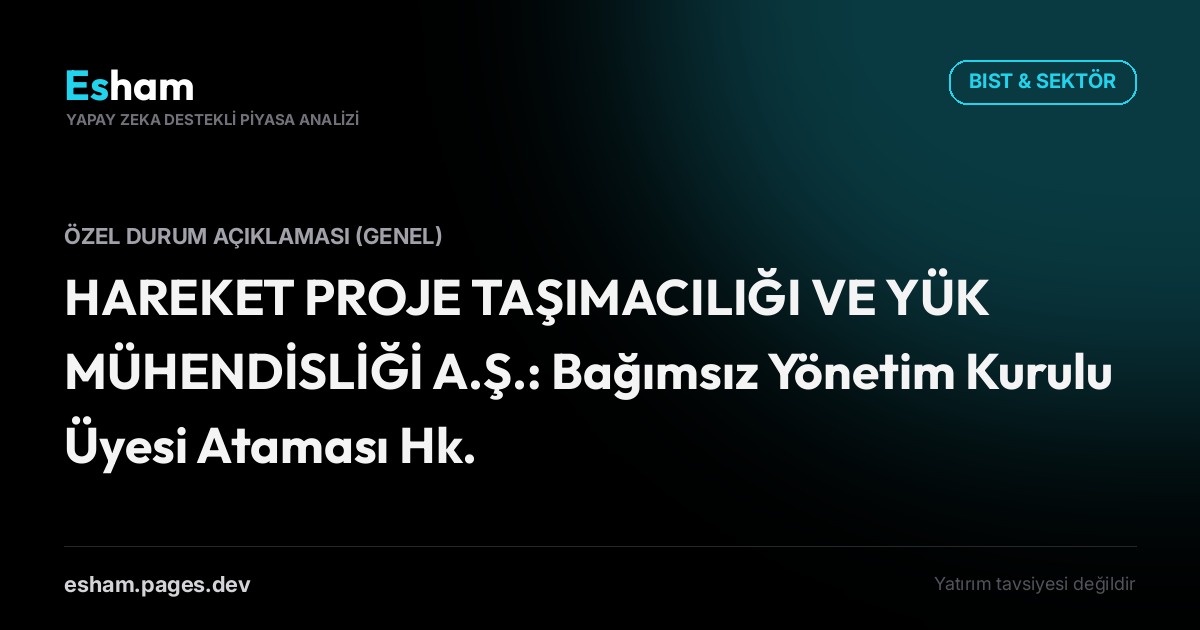 Esham
YAPAY ZEKA DESTEKLİ PİYASA ANALİZİ
BIST & SEKTÖR
ÖZEL DURUM AÇIKLAMASI (GENEL)
HAREKET PROJE TAŞIMACILIĞI VE YÜK
MÜHENDİSLİĞİ A.Ş.: Bağımsız Yönetim Kurulu
Üyesi Ataması Hk.
esham.pages.dev
Yatırım tavsiyesi değildir